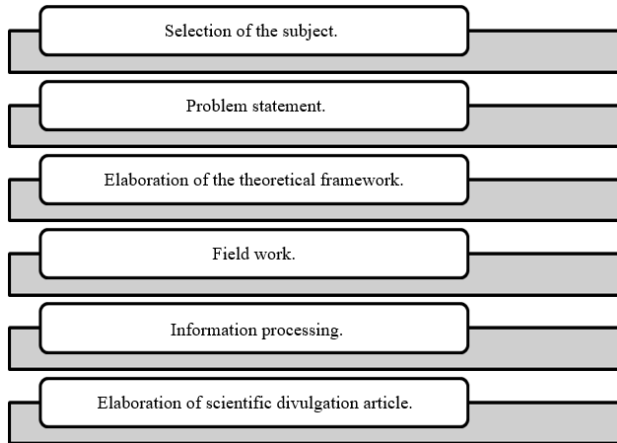 Selection of the subject.
Problem statement.
Elaboration of the theoretical framework.
Field work.
Information processing.
Elaboration of scientific divulgation article.